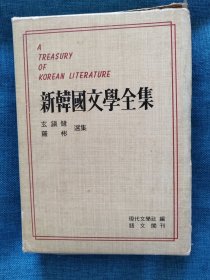 A
TREASURY
OF
KOREAN LITERATURE
新韓國文學全集
玄鎭健
羅彬 選集
現代文學社 編
語文閣 刊